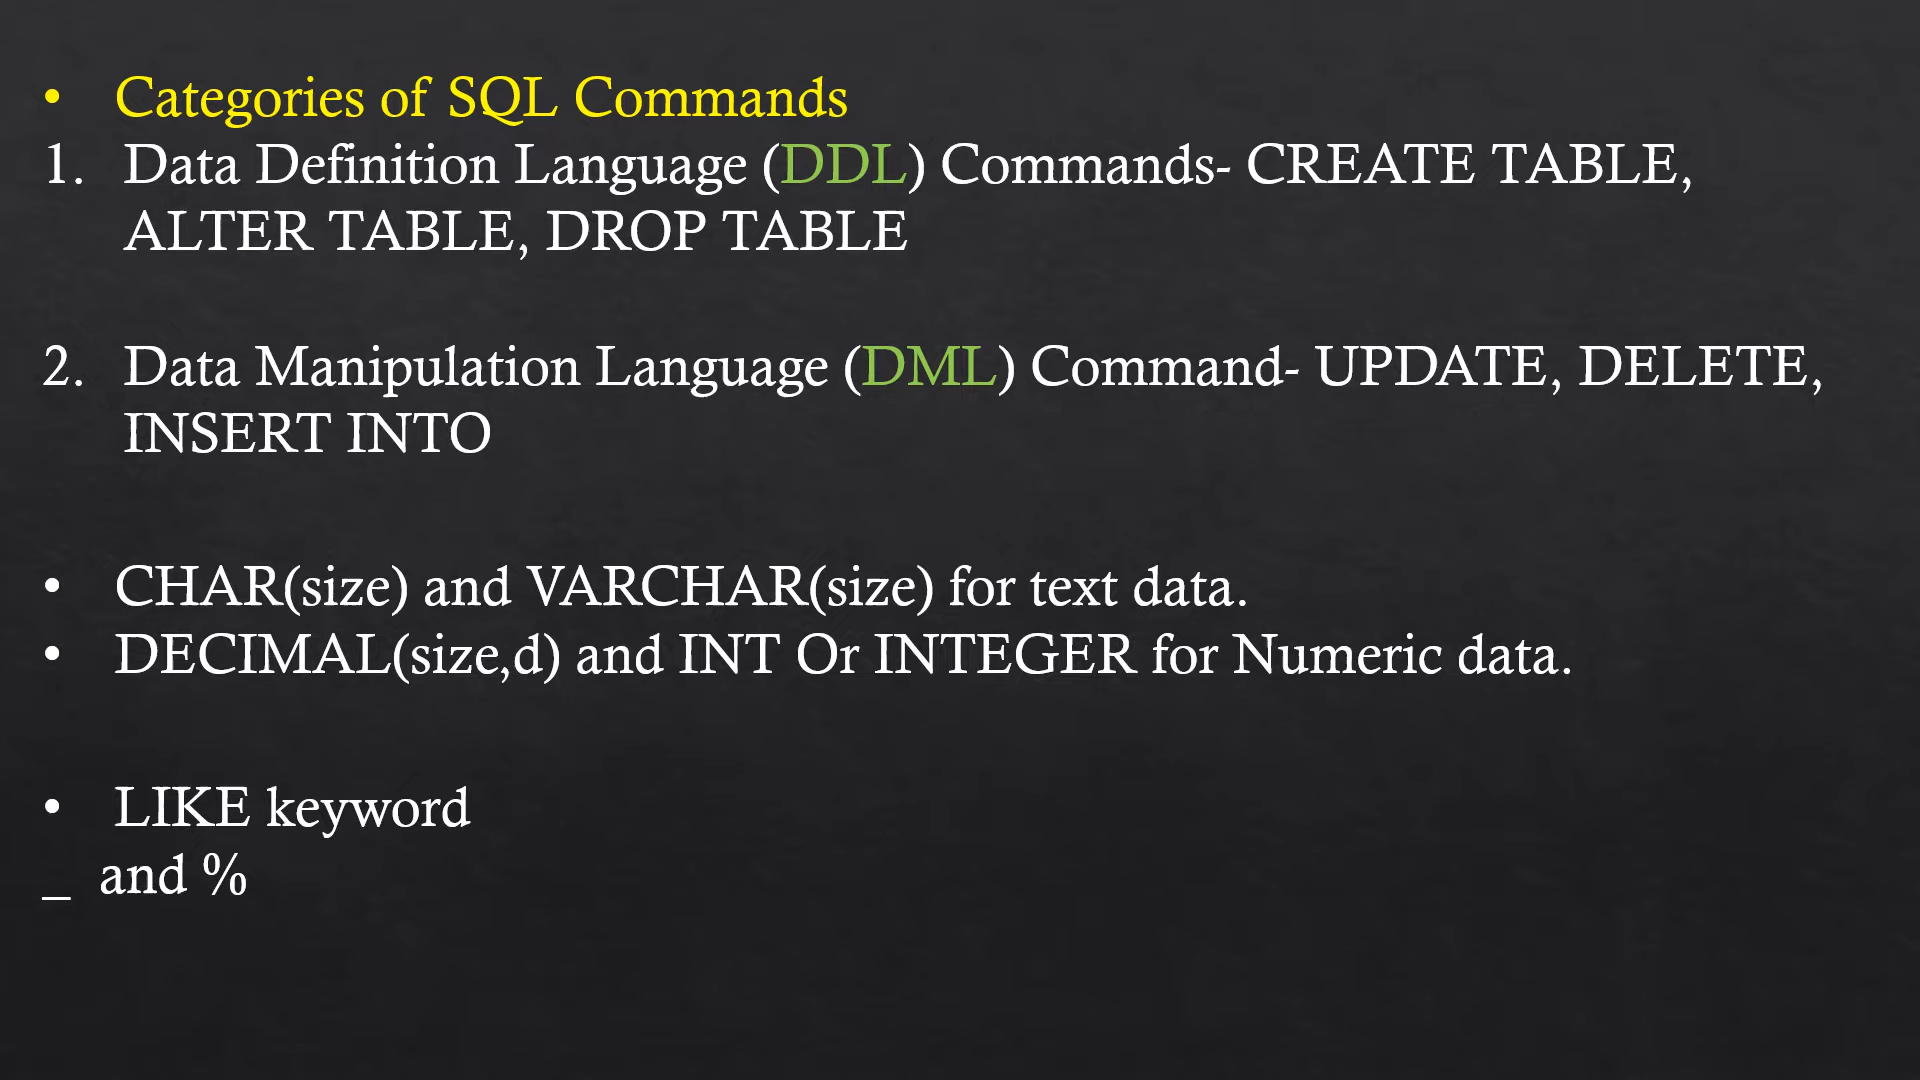 • Categories of SQL Commands
1. Data Definition Language (DDL) Commands- CREATE TABLE,
ALTER TABLE, DROP TABLE
2. Data Manipulation Language (DML) Command- UPDATE, DELETE,
INSERT INTO
• CHAR(size) and VARCHAR(size) for text data.
• DECIMAL(size,d) and INT Or INTEGER for Numeric data.
• LIKE keyword
_ and %